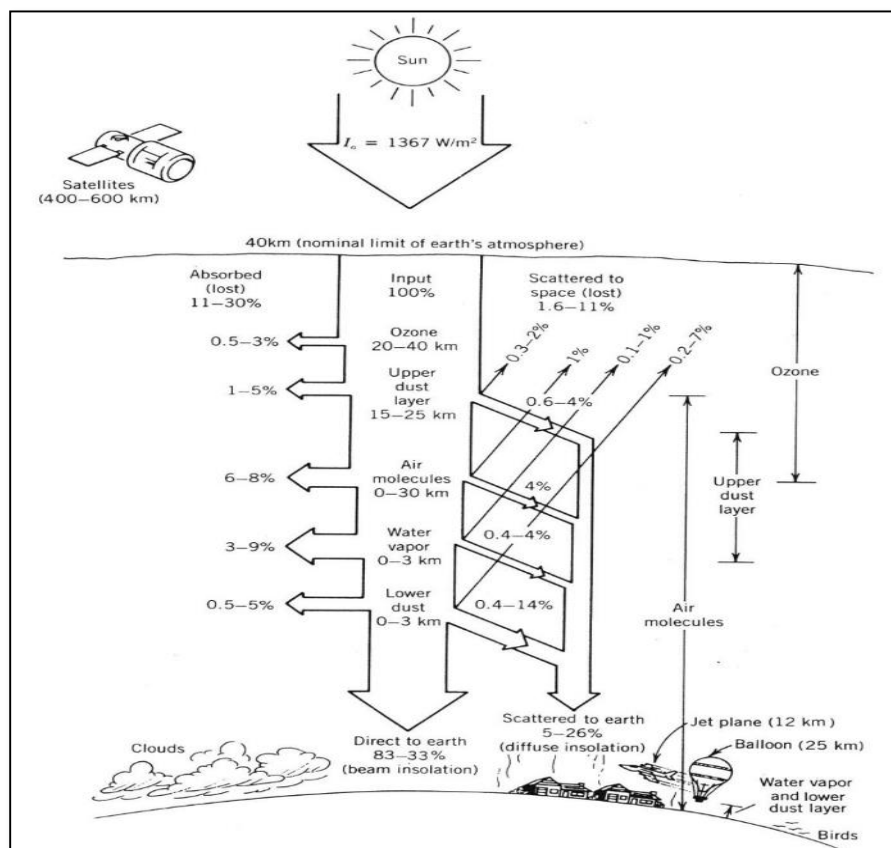 Sun
I₀ = 1367 W/m²
Satellites
(400–600 km)
40km (nominal limit of earth's atmosphere)
Absorbed
(lost)
11–30%
Input
100%
Scattered to
space (lost)
1.6–11%
0.5–3%
Ozone
20–40 km
0.3–2%
1%
0.1–1%
0.2–7%
Ozone
1–5%
Upper
dust
layer
15–25 km
0.6–4%
Upper
dust
layer
6–8%
Air
molecules
0–30 km
4%
3–9%
Water
vapor
0–3 km
0.4–4%
0.5–5%
Lower
dust
0–3 km
0.4–14%
Air
molecules
Clouds
Direct to earth
83–33%
(beam insolation)
Scattered to earth
5–26%
(diffuse insolation)
Jet plane (12 km)
Balloon (25 km)
Water vapor
and lower
dust layer
Birds